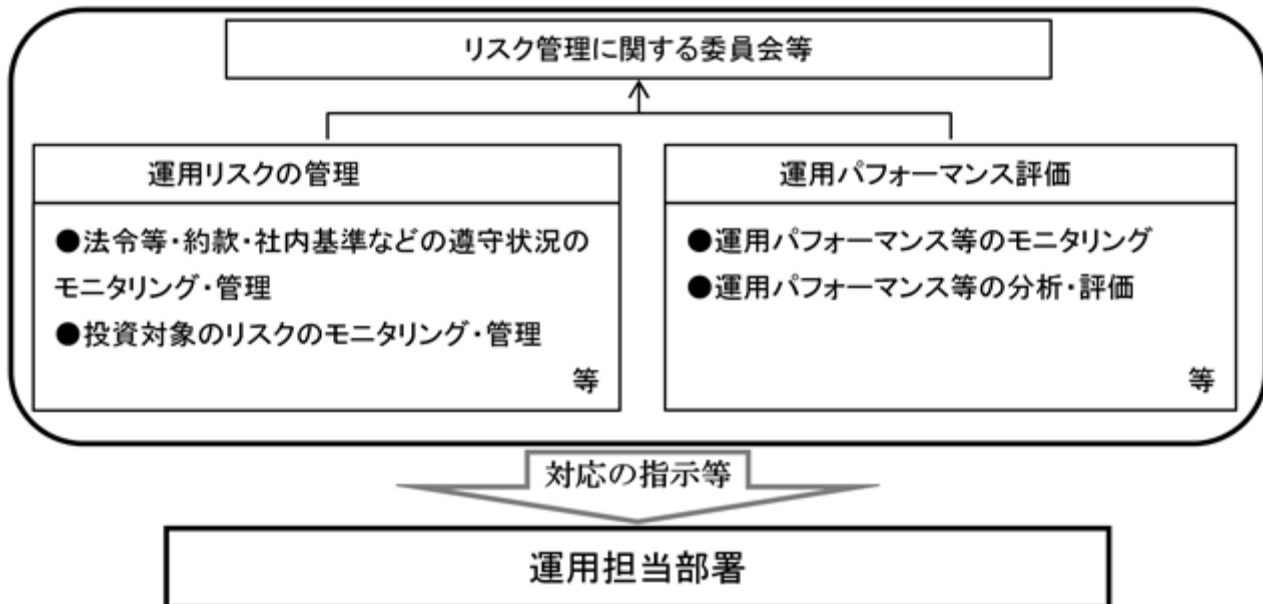 リスク管理に関する委員会等
運用リスクの管理
●法令等・約款・社内基準などの遵守状況の
モニタリング・管理
●投資対象のリスクのモニタリング・管理
等
運用パフォーマンス評価
●運用パフォーマンス等のモニタリング
●運用パフォーマンス等の分析・評価
等
対応の指示等
運用担当部署